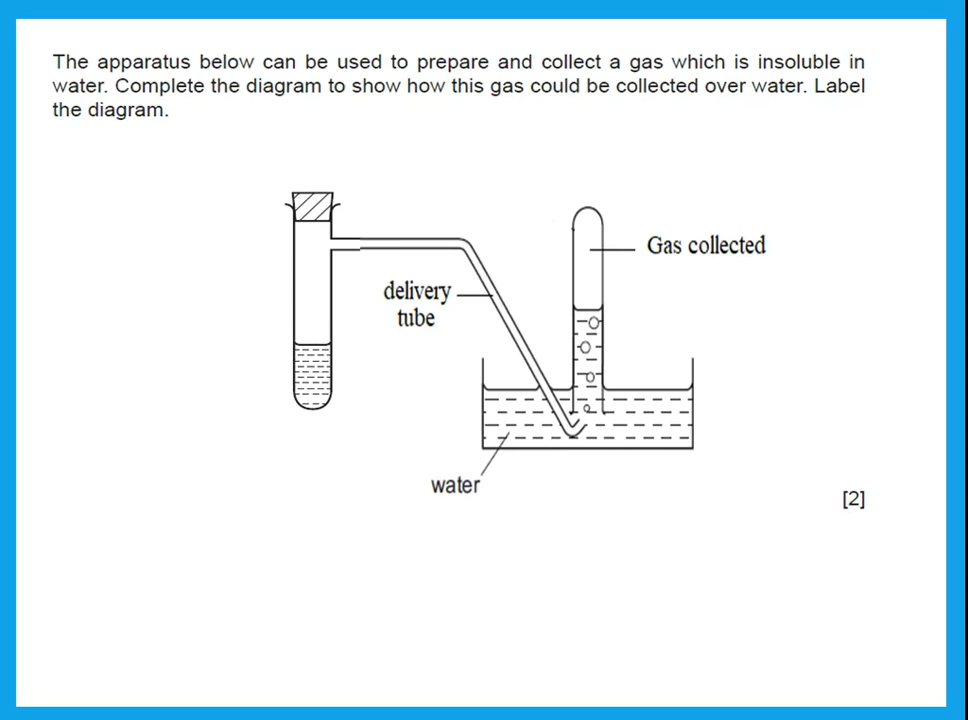 The apparatus below can be used to prepare and collect a gas which is insoluble in
water. Complete the diagram to show how this gas could be collected over water. Label
the diagram.
Gas collected
delivery
tube
water
[2]